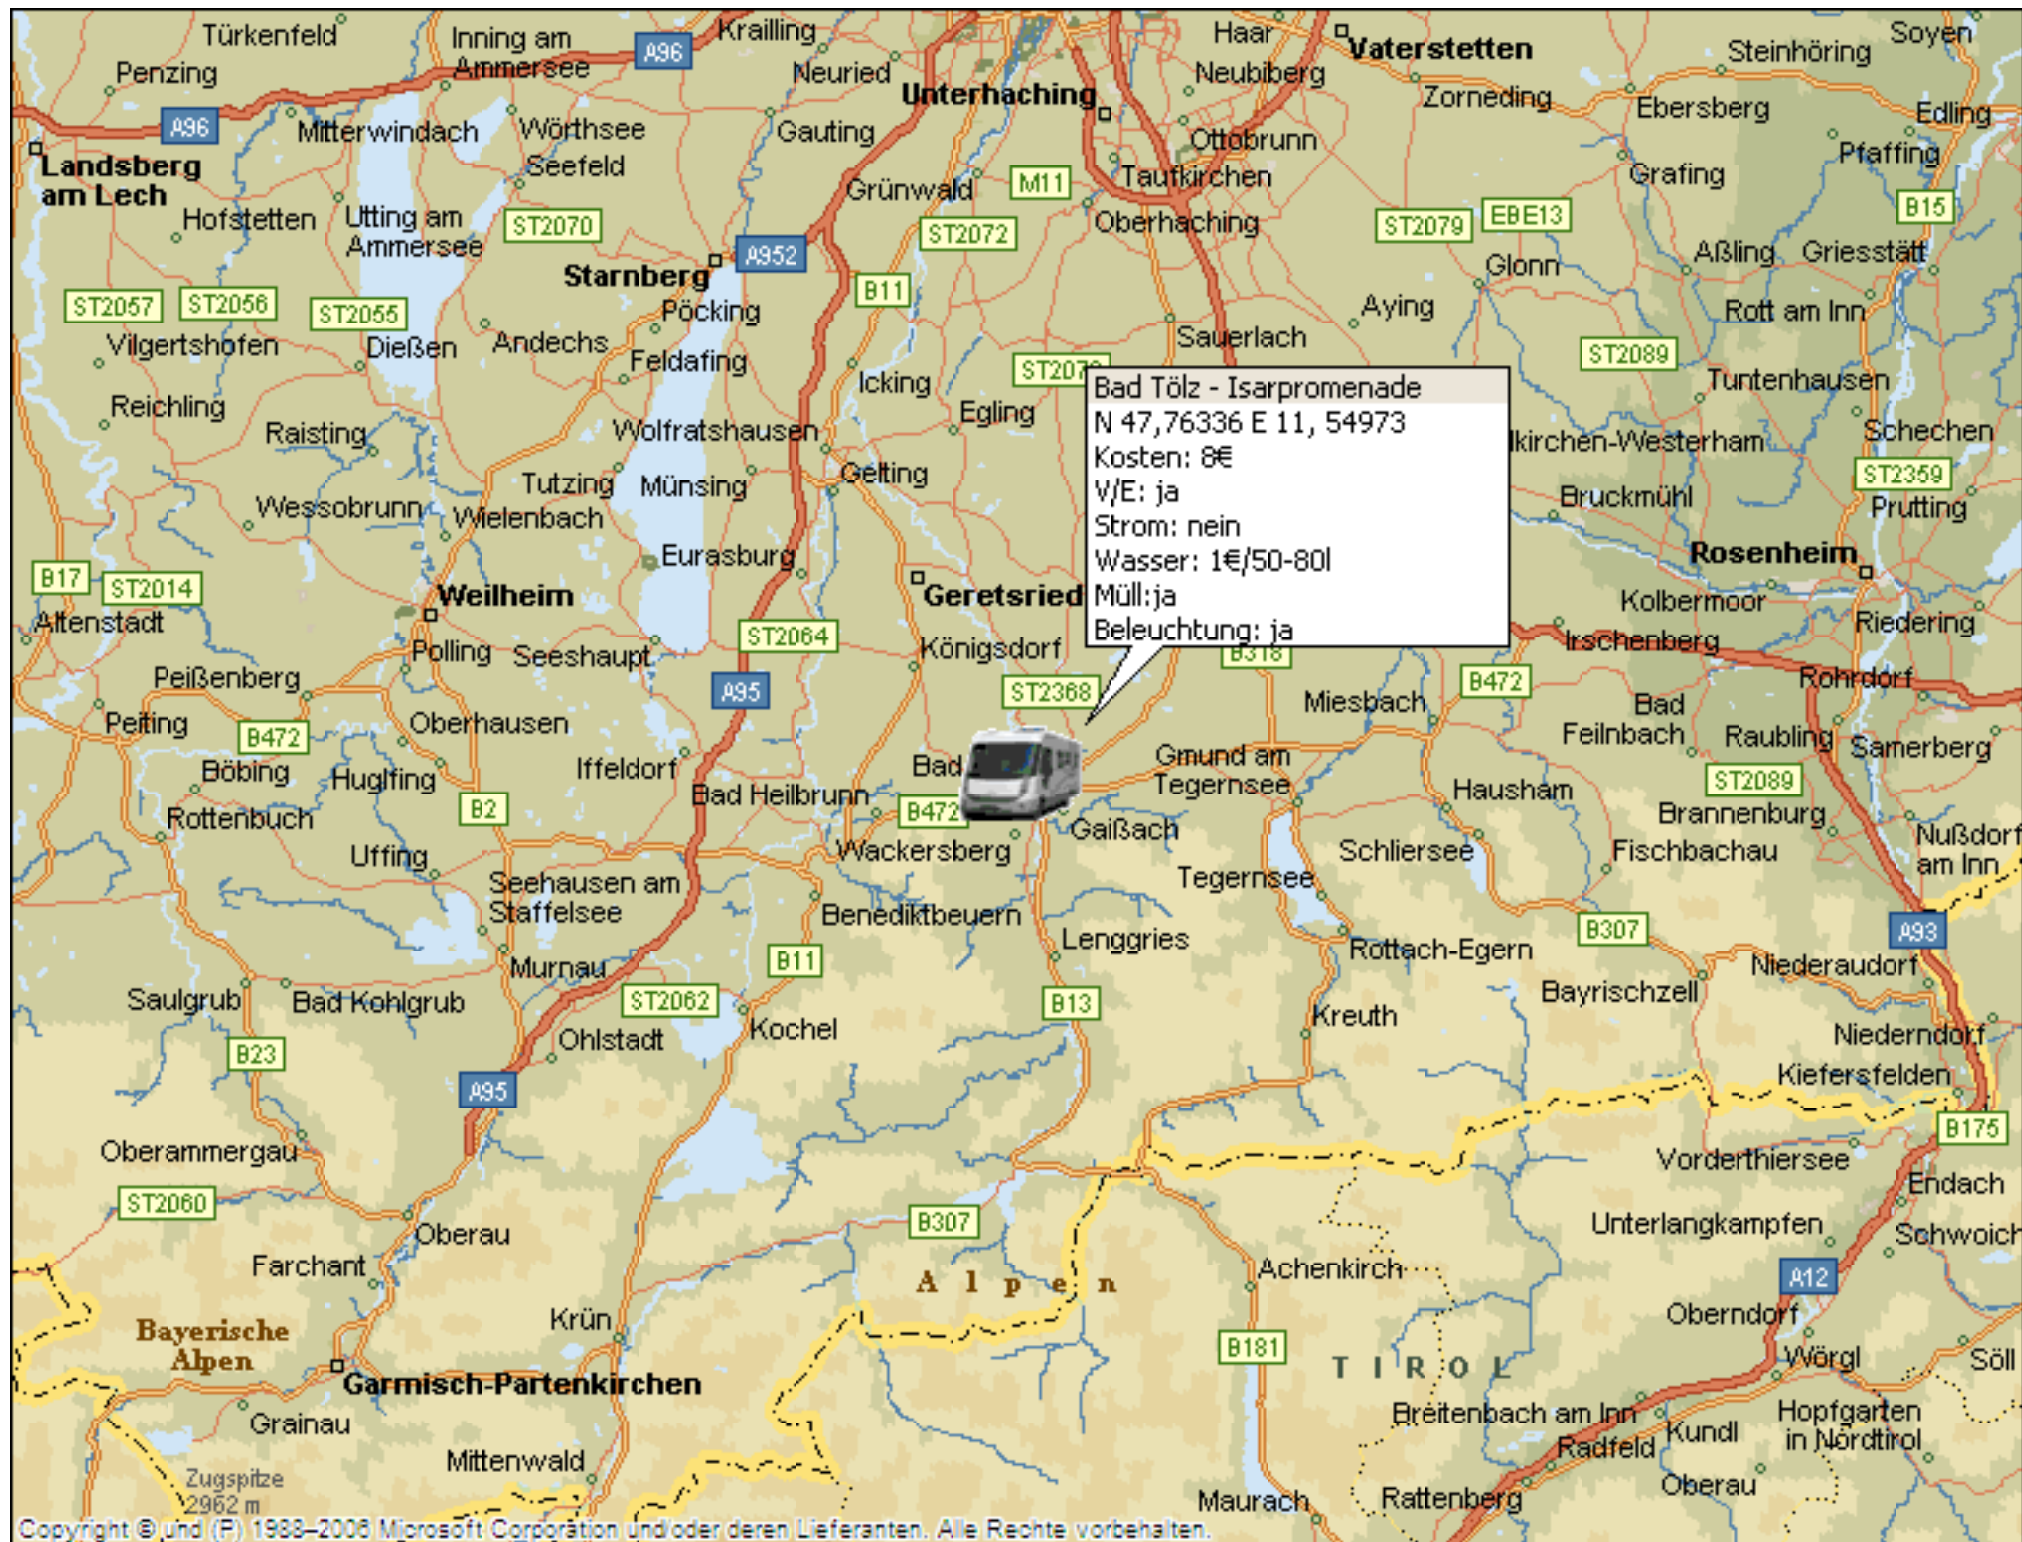 Türkenfeld
Inning am
Ammersee
A96
Krailling
Haar
Vaterstetten
Soyen
Steinhöring
Penzing
Neuried
Neubiberg
Unterhaching
Zorneding
Ebersberg
Edling
A96
Mitterwindach
Wörthsee
Gauting
Ottobrunn
Pfaffing
Landsberg
am Lech
Seefeld
Grünwald
M11
Taufkirchen
Grafing
Hofstetten
Utting am
Ammersee
ST2070
ST2072
Oberhaching
ST2079
EBE13
B15
Starnberg
A952
Aßling
Griesstätt
Glonn
B11
ST2057
ST2056
ST2055
Pöcking
Aying
Rott am Inn
Vilgertshofen
Dießen
Andechs
Feldafing
Sauerlach
ST2089
Icking
ST207
Tuntenhausen
Reichling
Raisting
Wolfratshausen
Egling
Bad Tölz - Isarpromenade
N 47,76336 E 11, 54973
Kosten: 8€
V/E: ja
Strom: nein
Wasser: 1€/50-80l
Müll:ja
Beleuchtung: ja
lkirchen-Westerham
Schechen
Gelting
Tutzing
Münsing
ST2359
Wessobrunn
Wielenbach
Bruckmühl
Prutting
Eurasburg
Rosenheim
B17
ST2014
Weilheim
Geretsried
Kolbermoor
Altenstadt
ST2064
Riedering
Irschenberg
Polling
Seeshaupt
Königsdorf
B318
Peißenberg
A95
ST2368
B472
Rohrdorf
Miesbach
Bad
Feilnbach
Peiting
B472
Oberhausen
Raubling
Samerberg
Böbing
Huglfing
Iffeldorf
Bad
Gmund am
Tegernsee
ST2089
Bad Heilbrunn
B472
Hausham
Rottenbuch
B2
Gaißach
Brannenburg
Nußdorf
am Inn
Uffing
Wackersberg
Schliersee
Fischbachau
Seehausen am
Staffelsee
Tegernsee
Benediktbeuern
Lenggries
B307
A93
Murnau
B11
Rottach-Egern
Niederaudorf
Saulgrub
Bad Kohlgrub
ST2062
B13
Bayrischzell
Kochel
Kreuth
Ohlstadt
Niederndorf
B23
A95
Kiefersfelden
B175
Oberammergau
Vorderthiersee
ST2060
Endach
Oberau
B307
Unterlangkampfen
Schwoich
Farchant
Alpen
Achenkirch
A12
Krün
Oberndorf
Bayerische
Alpen
B181
TIROL
Wörgl
Söll
Garmisch-Partenkirchen
Grainau
Breitenbach am Inn
Kundl
Hopfgarten
in Nordtirol
Radfeld
Mittenwald
Zugspitze
2962 m
Oberau
Maurach
Rattenberg
Copyright © und (P) 1988–2006 Microsoft Corporation und/oder deren Lieferanten. Alle Rechte vorbehalten.